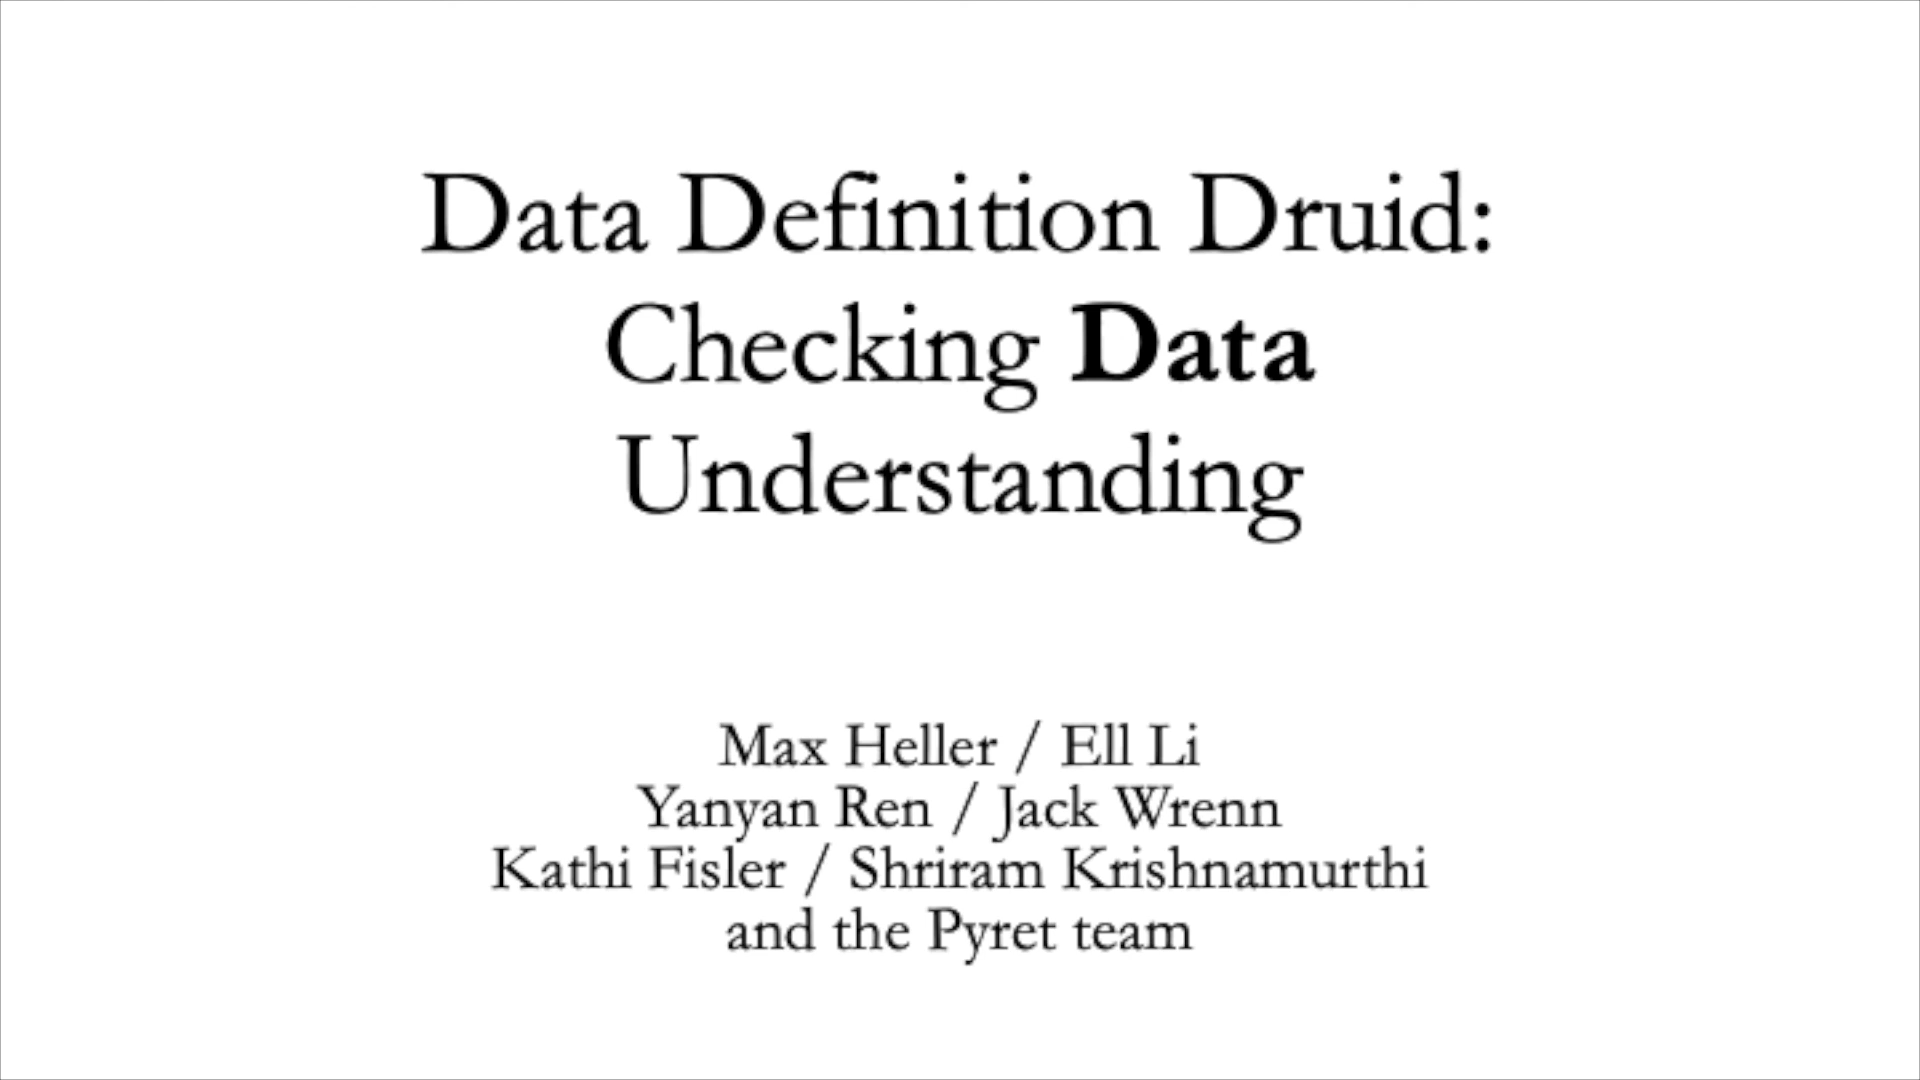 Data Definition Druid:
Checking Data
Understanding
Max Heller / Ell Li
Yanyan Ren / Jack Wrenn
Kathi Fisler / Shriram Krishnamurthi
and the Pyret team